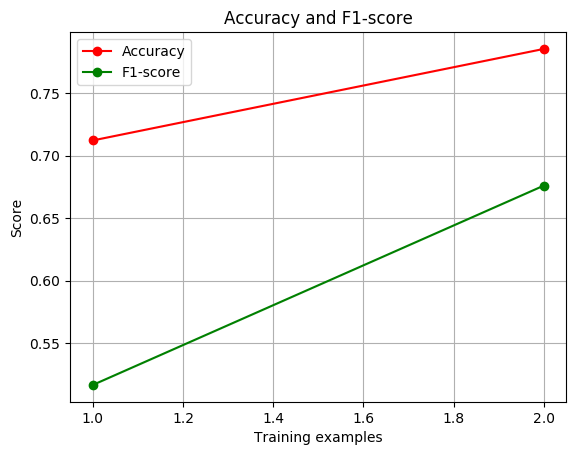 Accuracy and F1-score
Accuracy
F1-score
0.75
0.70
0.65
0.60
0.55
Score
1.0 1.2 1.4 1.6 1.8 2.0
Training examples